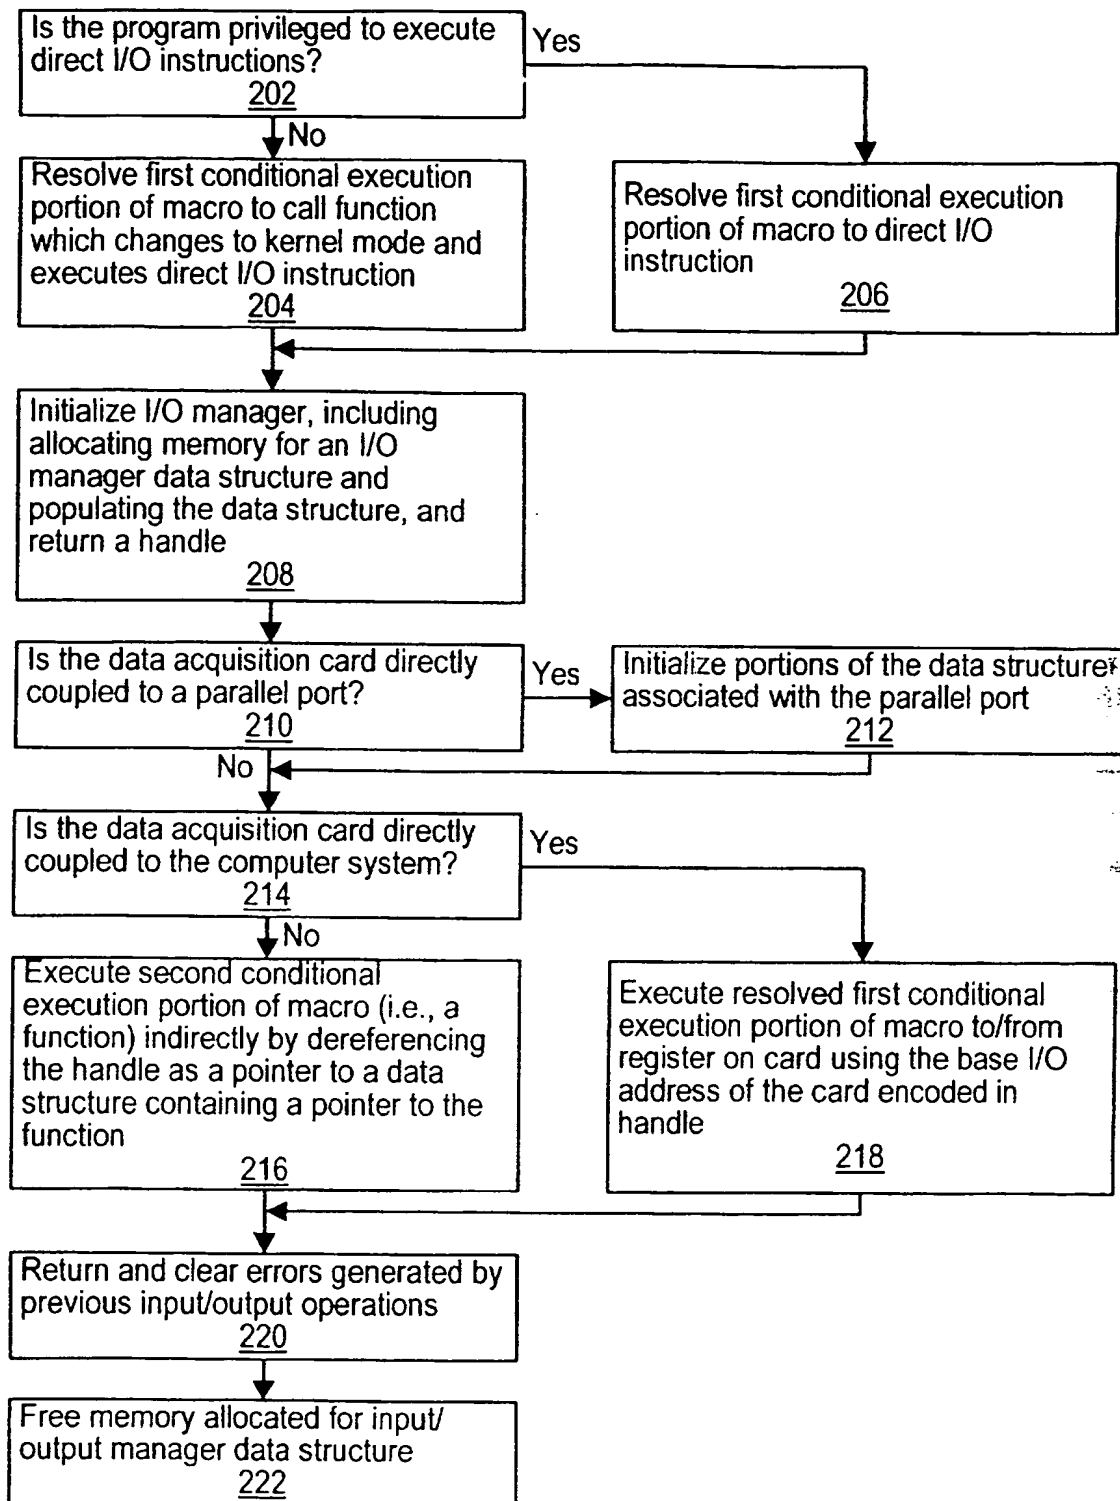 Is the program privileged to execute
direct I/O instructions?
202
Yes
No
Resolve first conditional execution
portion of macro to call function
which changes to kernel mode and
executes direct I/O instruction
204
Resolve first conditional execution
portion of macro to direct I/O
instruction
206
Initialize I/O manager, including
allocating memory for an I/O
manager data structure and
populating the data structure, and
return a handle
208
Is the data acquisition card directly
coupled to a parallel port?
210
Yes
Initialize portions of the data structure
associated with the parallel port
212
No
Is the data acquisition card directly
coupled to the computer system?
214
Yes
No
Execute second conditional
execution portion of macro (i.e., a
function) indirectly by dereferencing
the handle as a pointer to a data
structure containing a pointer to the
function
216
Execute resolved first conditional
execution portion of macro to/from
register on card using the base I/O
address of the card encoded in
handle
218
Return and clear errors generated by
previous input/output operations
220
Free memory allocated for input/
output manager data structure
222